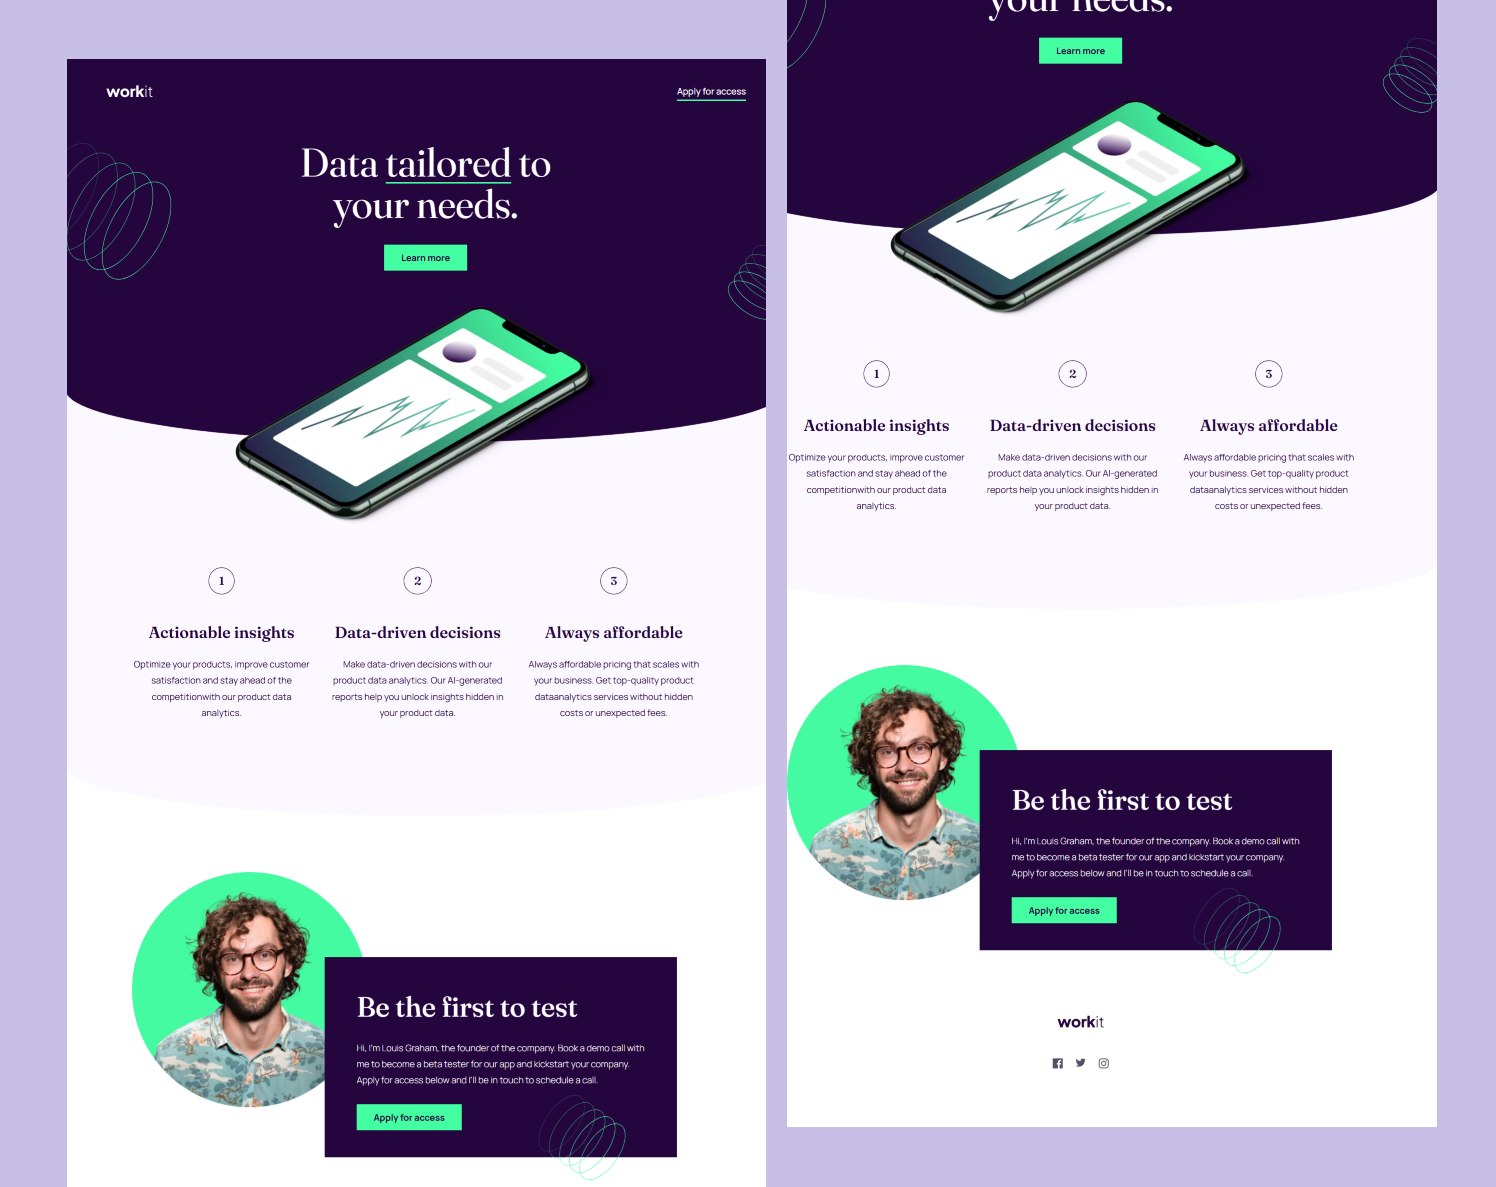 workit
Apply for access
Data tailored to
your needs.
Learn more
1
Actionable insights
Optimize your products, improve customer
satisfaction and stay ahead of the
competitionwith our product data
analytics.
2
Data-driven decisions
Make data-driven decisions with our
product data analytics. Our AI-generated
reports help you unlock insights hidden in
your product data.
3
Always affordable
Always affordable pricing that scales with
your business. Get top-quality product
dataanalytics services without hidden
costs or unexpected fees.
Be the first to test
Hi, I'm Louis Graham, the founder of the company. Book a demo call with
me to become a beta tester for our app and kickstart your company.
Apply for access below and I'll be in touch to schedule a call.
Apply for access
your needs.
Learn more
1
Actionable insights
Optimize your products, improve customer
satisfaction and stay ahead of the
competitionwith our product data
analytics.
2
Data-driven decisions
Make data-driven decisions with our
product data analytics. Our AI-generated
reports help you unlock insights hidden in
your product data.
3
Always affordable
Always affordable pricing that scales with
your business. Get top-quality product
dataanalytics services without hidden
costs or unexpected fees.
Be the first to test
Hi, I'm Louis Graham, the founder of the company. Book a demo call with
me to become a beta tester for our app and kickstart your company.
Apply for access below and I'll be in touch to schedule a call.
Apply for access
workit